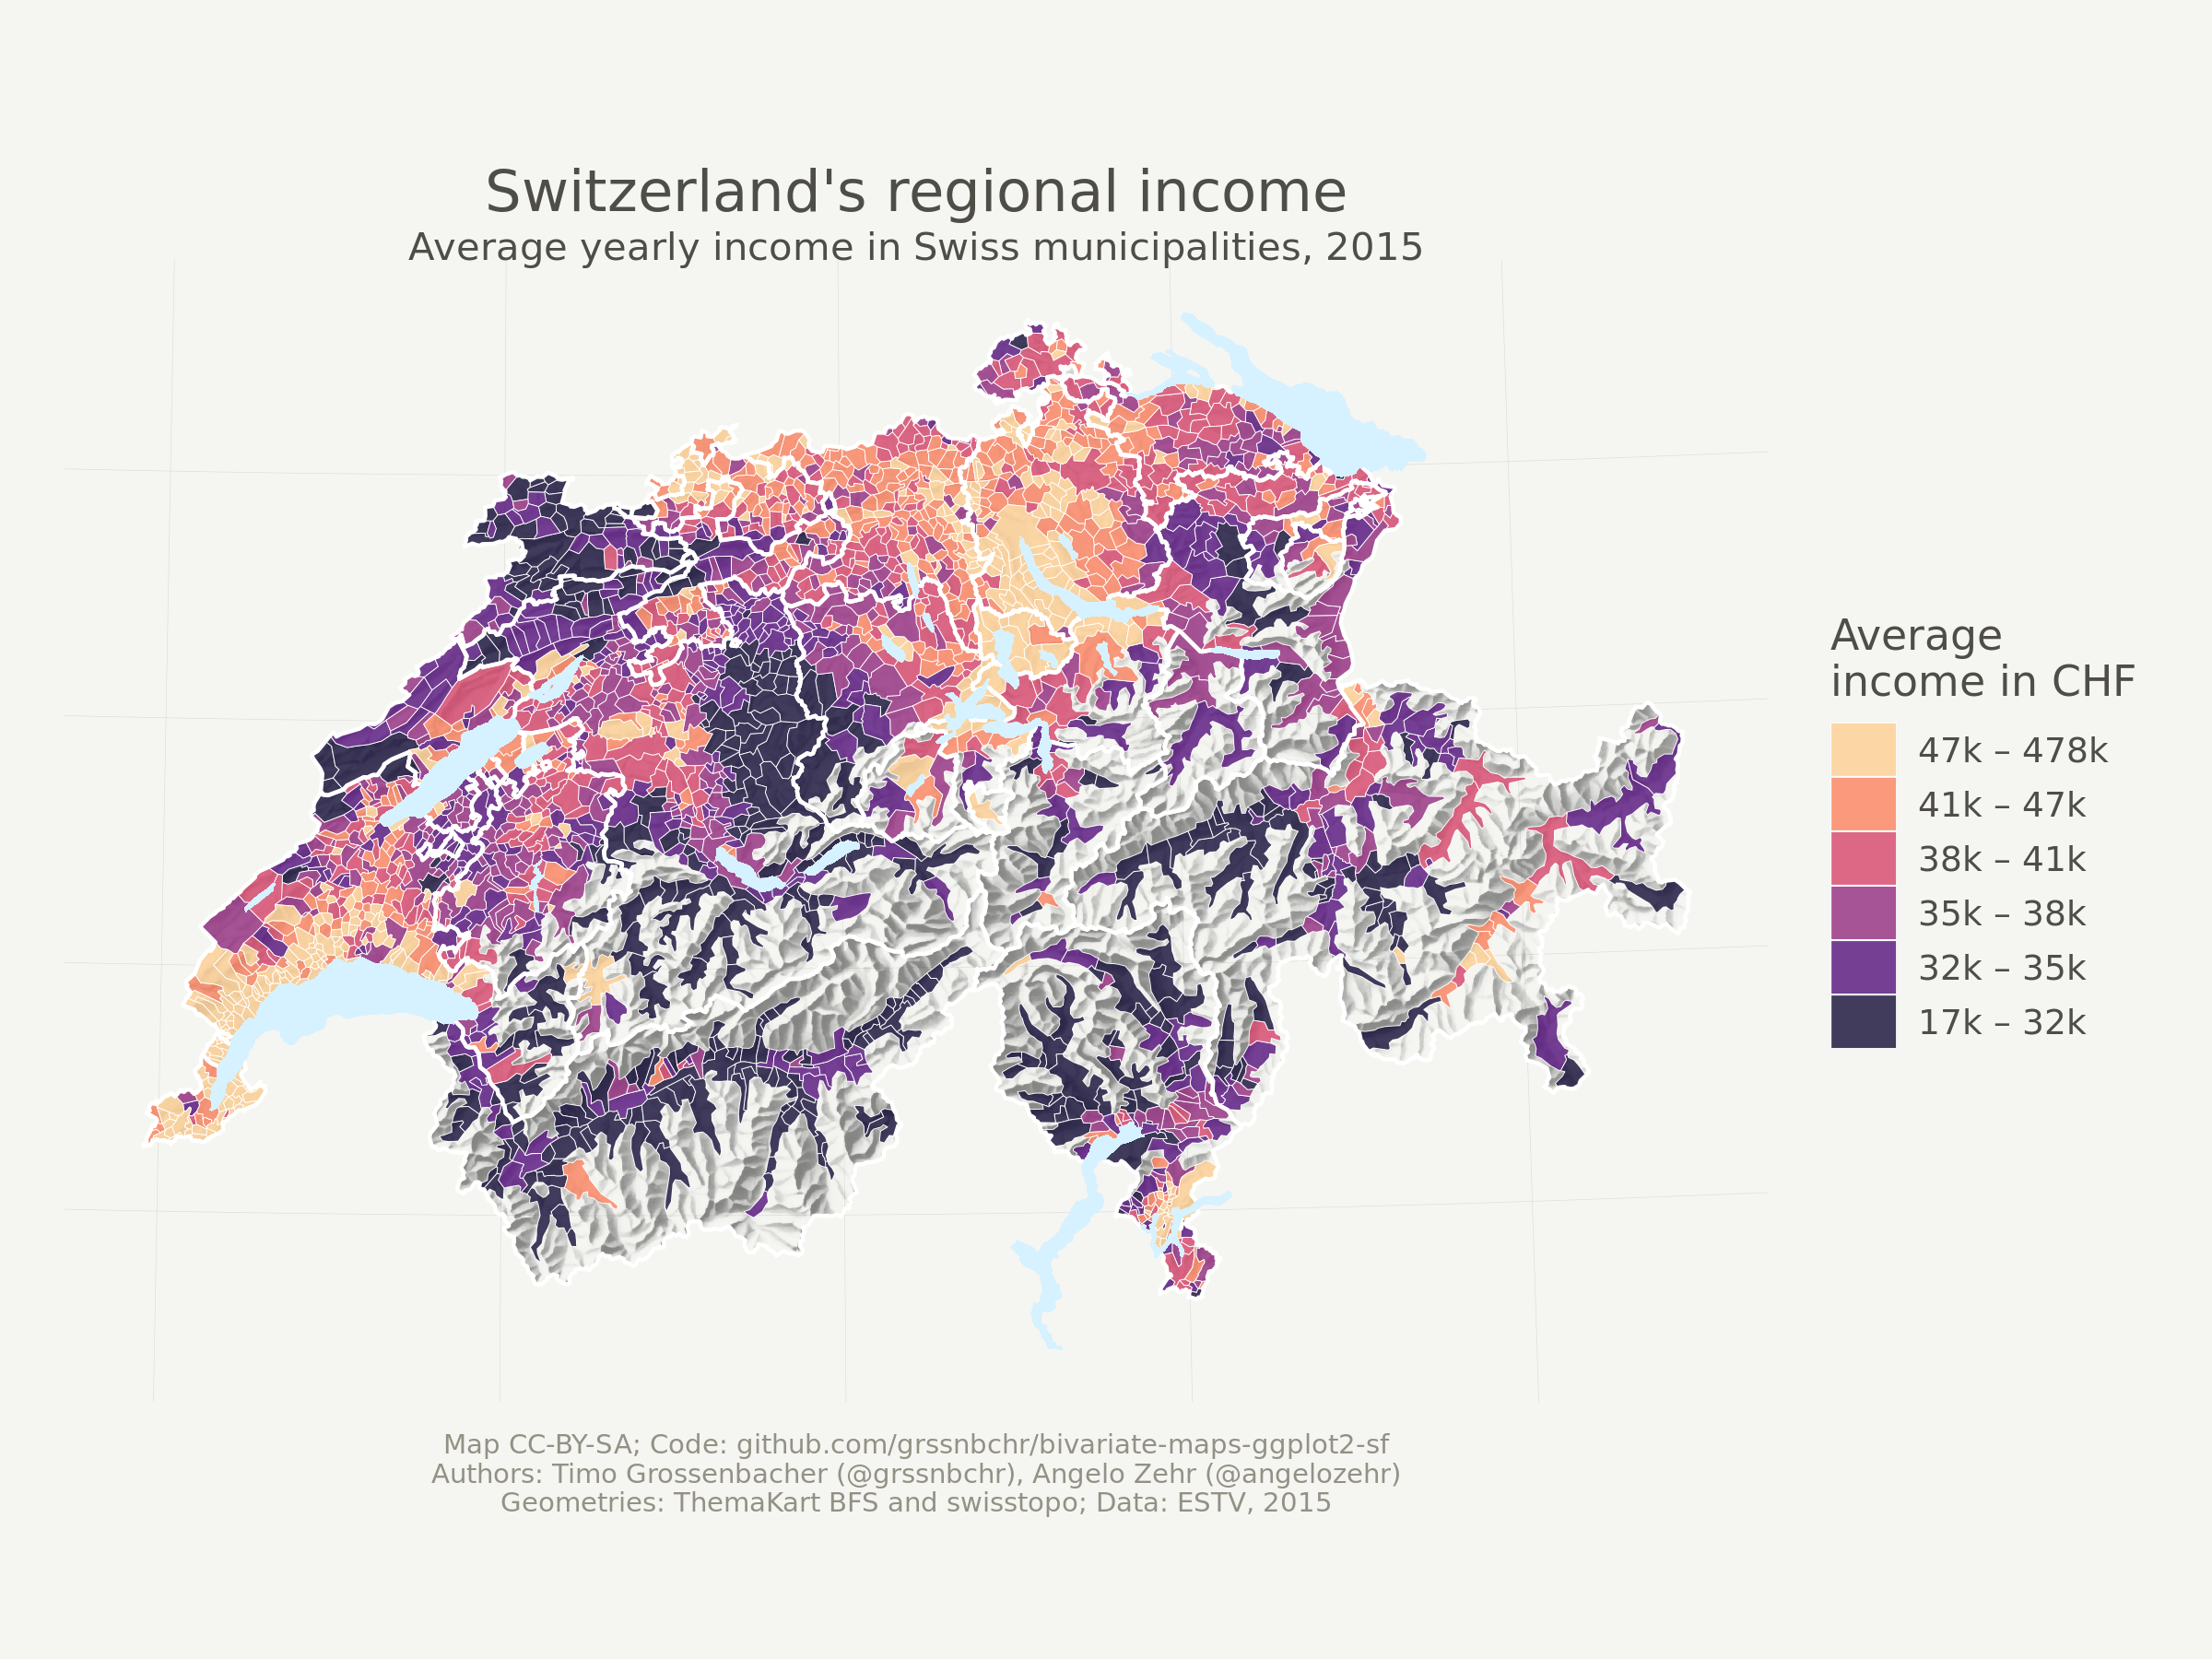 Switzerland's regional income
Average yearly income in Swiss municipalities, 2015
Average
income in CHF
47k – 478k
41k – 47k
38k – 41k
35k – 38k
32k – 35k
17k – 32k
Map CC-BY-SA; Code: github.com/grssnbchr/bivariate-maps-ggplot2-sf
Authors: Timo Grossenbacher (@grssnbchr), Angelo Zehr (@angelozehr)
Geometries: ThemaKart BFS and swisstopo; Data: ESTV, 2015